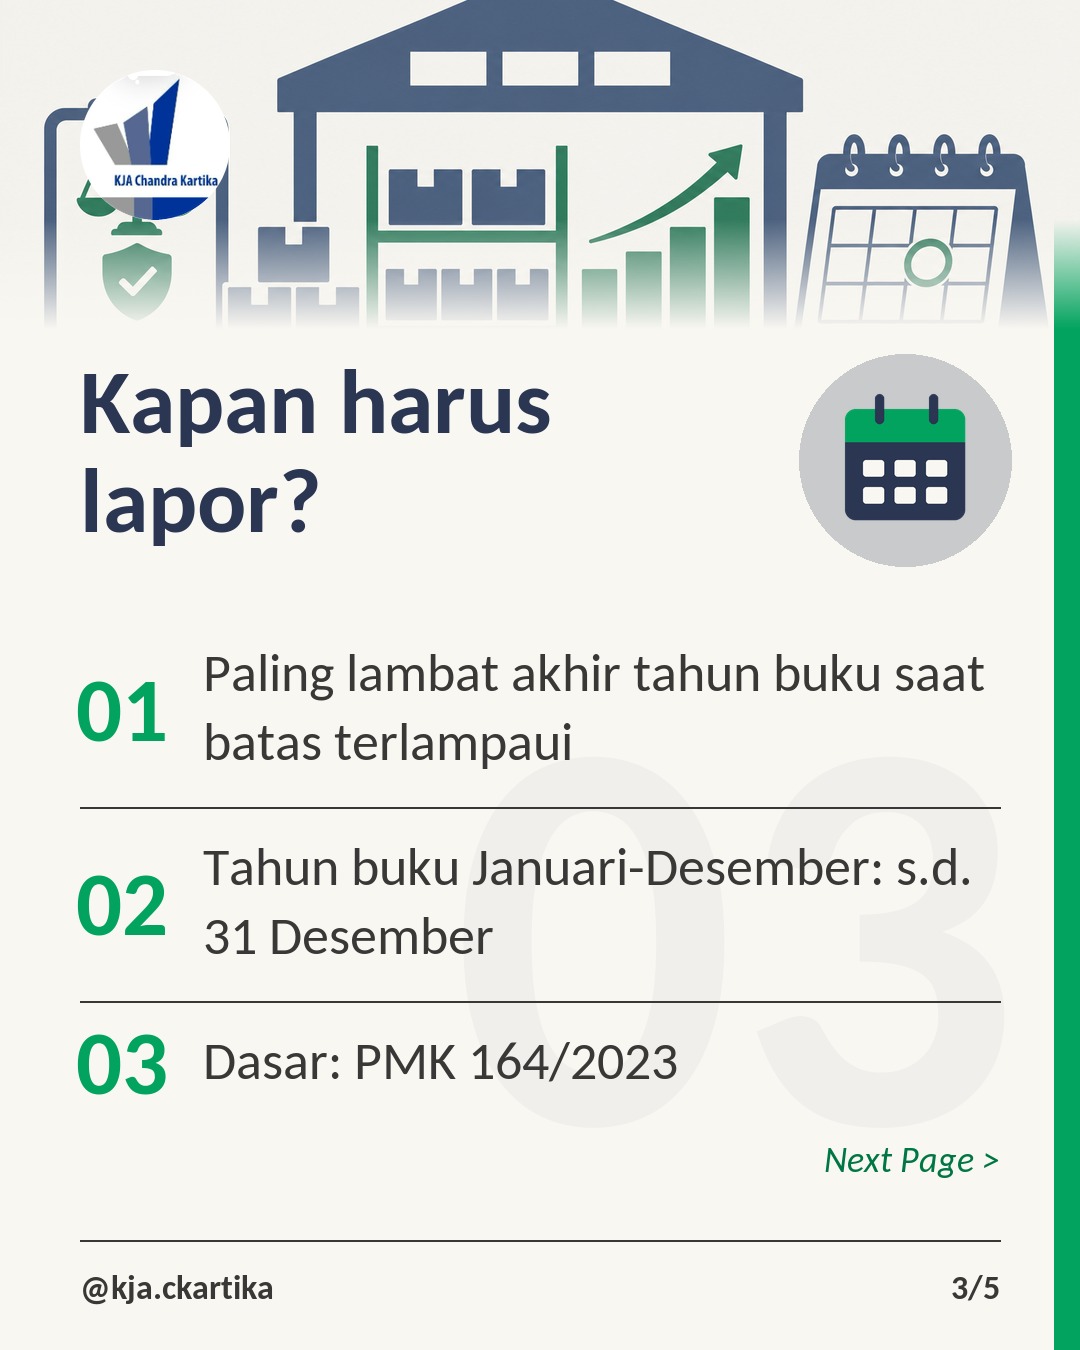 KJA Chandra Kartika
Kapan harus
lapor?
01
Paling lambat akhir tahun buku saat
batas terlampaui
02
Tahun buku Januari-Desember: s.d.
31 Desember
03
Dasar: PMK 164/2023
03
Next Page >
@kja.ckartika
3/5